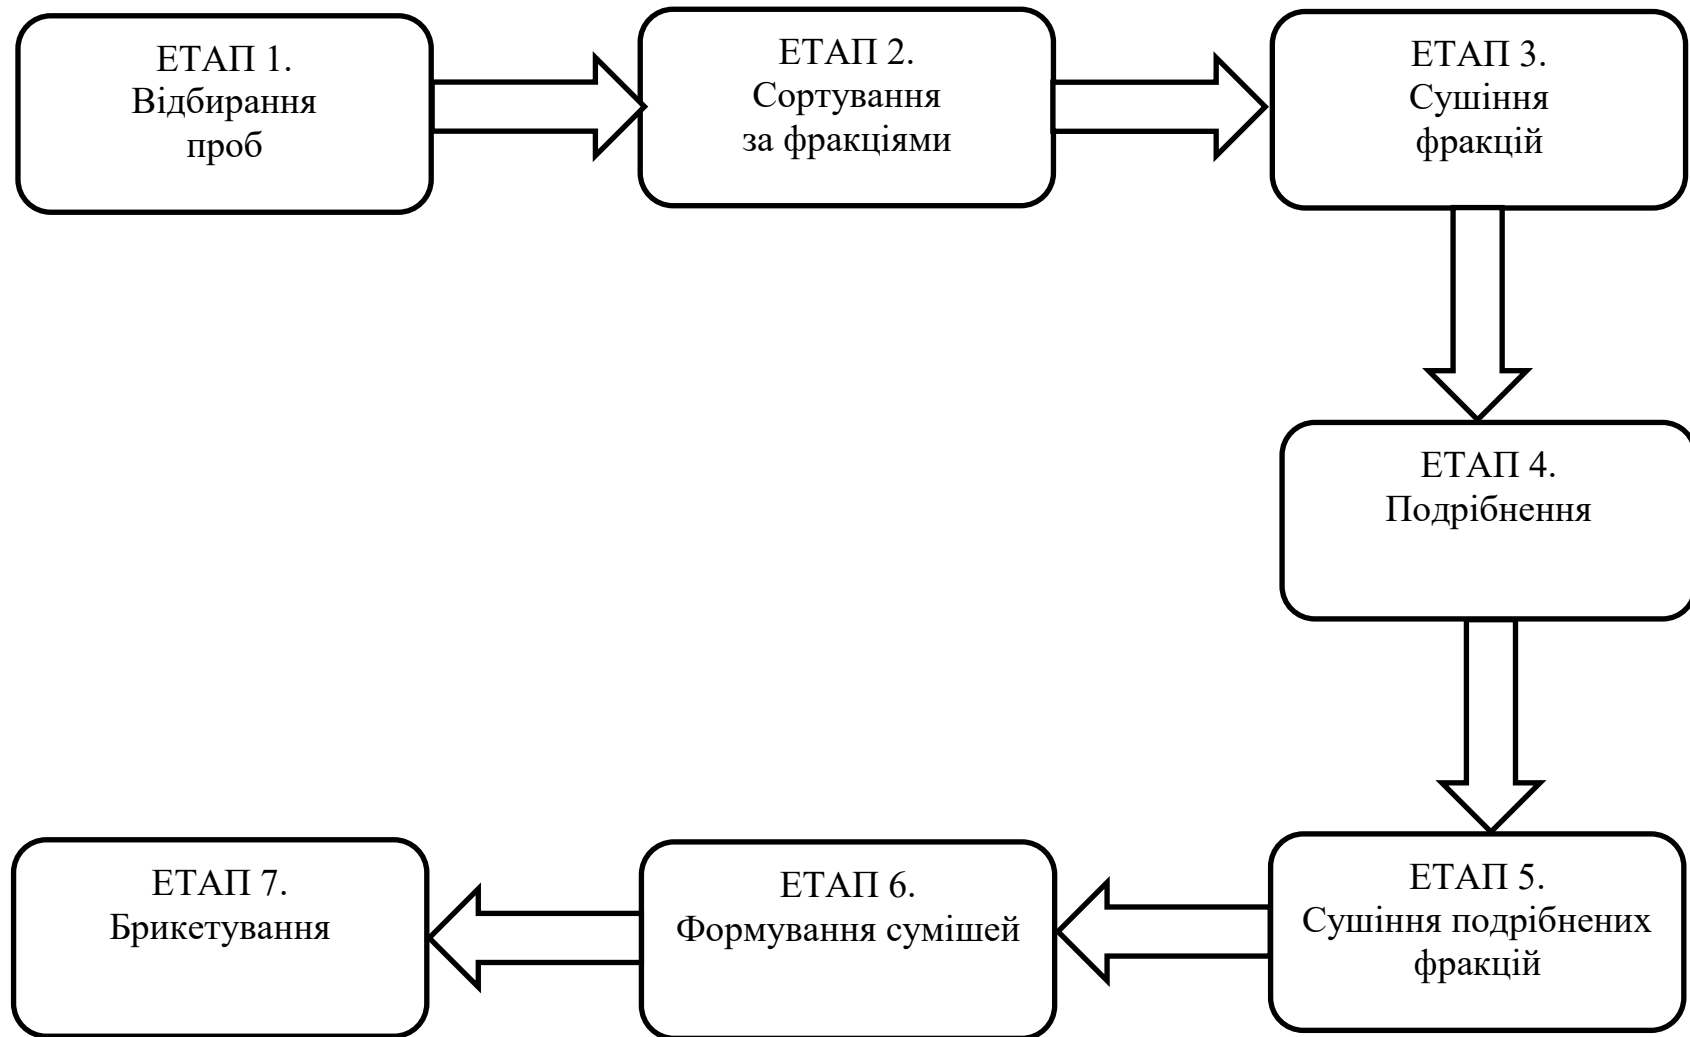 ЕТАП 1.
Відбирання
проб
ЕТАП 2.
Сортування
за фракціями
ЕТАП 3.
Сушіння
фракцій
ЕТАП 4.
Подрібнення
ЕТАП 5.
Сушіння подрібнених
фракцій
ЕТАП 6.
Формування сумішей
ЕТАП 7.
Брикетування